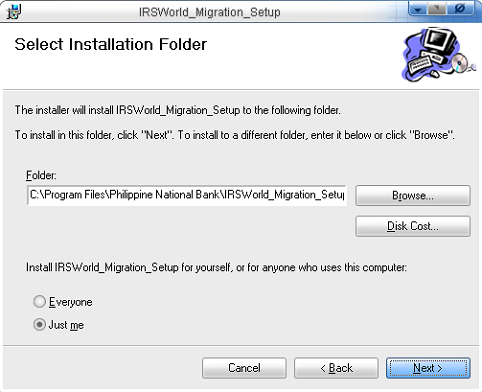 IRSWorld_Migration_Setup
Select Installation Folder
The installer will install IRSWorld_Migration_Setup to the following folder.
To install in this folder, click "Next". To install to a different folder, enter it below or click "Browse".
Folder:
C:\Program Files\Philippine National Bank\IRSWorld_Migration_Setup
Browse...
Disk Cost...
Install IRSWorld_Migration_Setup for yourself, or for anyone who uses this computer:
Everyone
Just me
Cancel
< Back
Next >